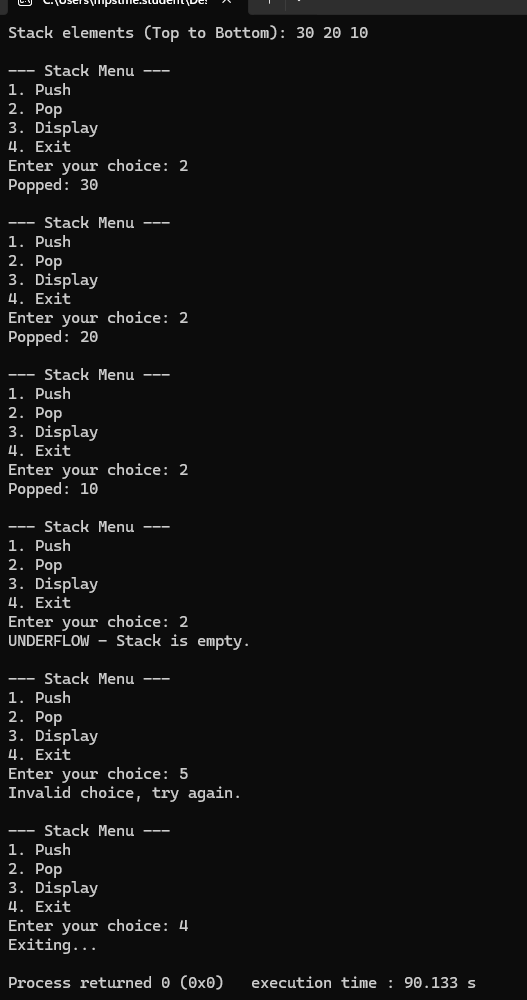 C:\Users\mpstme.student\De:
Stack elements (Top to Bottom): 30 20 10
--- Stack Menu ---
1. Push
2. Pop
3. Display
4. Exit
Enter your choice: 2
Popped: 30
--- Stack Menu ---
1. Push
2. Pop
3. Display
4. Exit
Enter your choice: 2
Popped: 20
--- Stack Menu ---
1. Push
2. Pop
3. Display
4. Exit
Enter your choice: 2
Popped: 10
--- Stack Menu ---
1. Push
2. Pop
3. Display
4. Exit
Enter your choice: 2
UNDERFLOW - Stack is empty.
--- Stack Menu ---
1. Push
2. Pop
3. Display
4. Exit
Enter your choice: 5
Invalid choice, try again.
--- Stack Menu ---
1. Push
2. Pop
3. Display
4. Exit
Enter your choice: 4
Exiting...
Process returned 0 (0x0)   execution time : 90.133 s